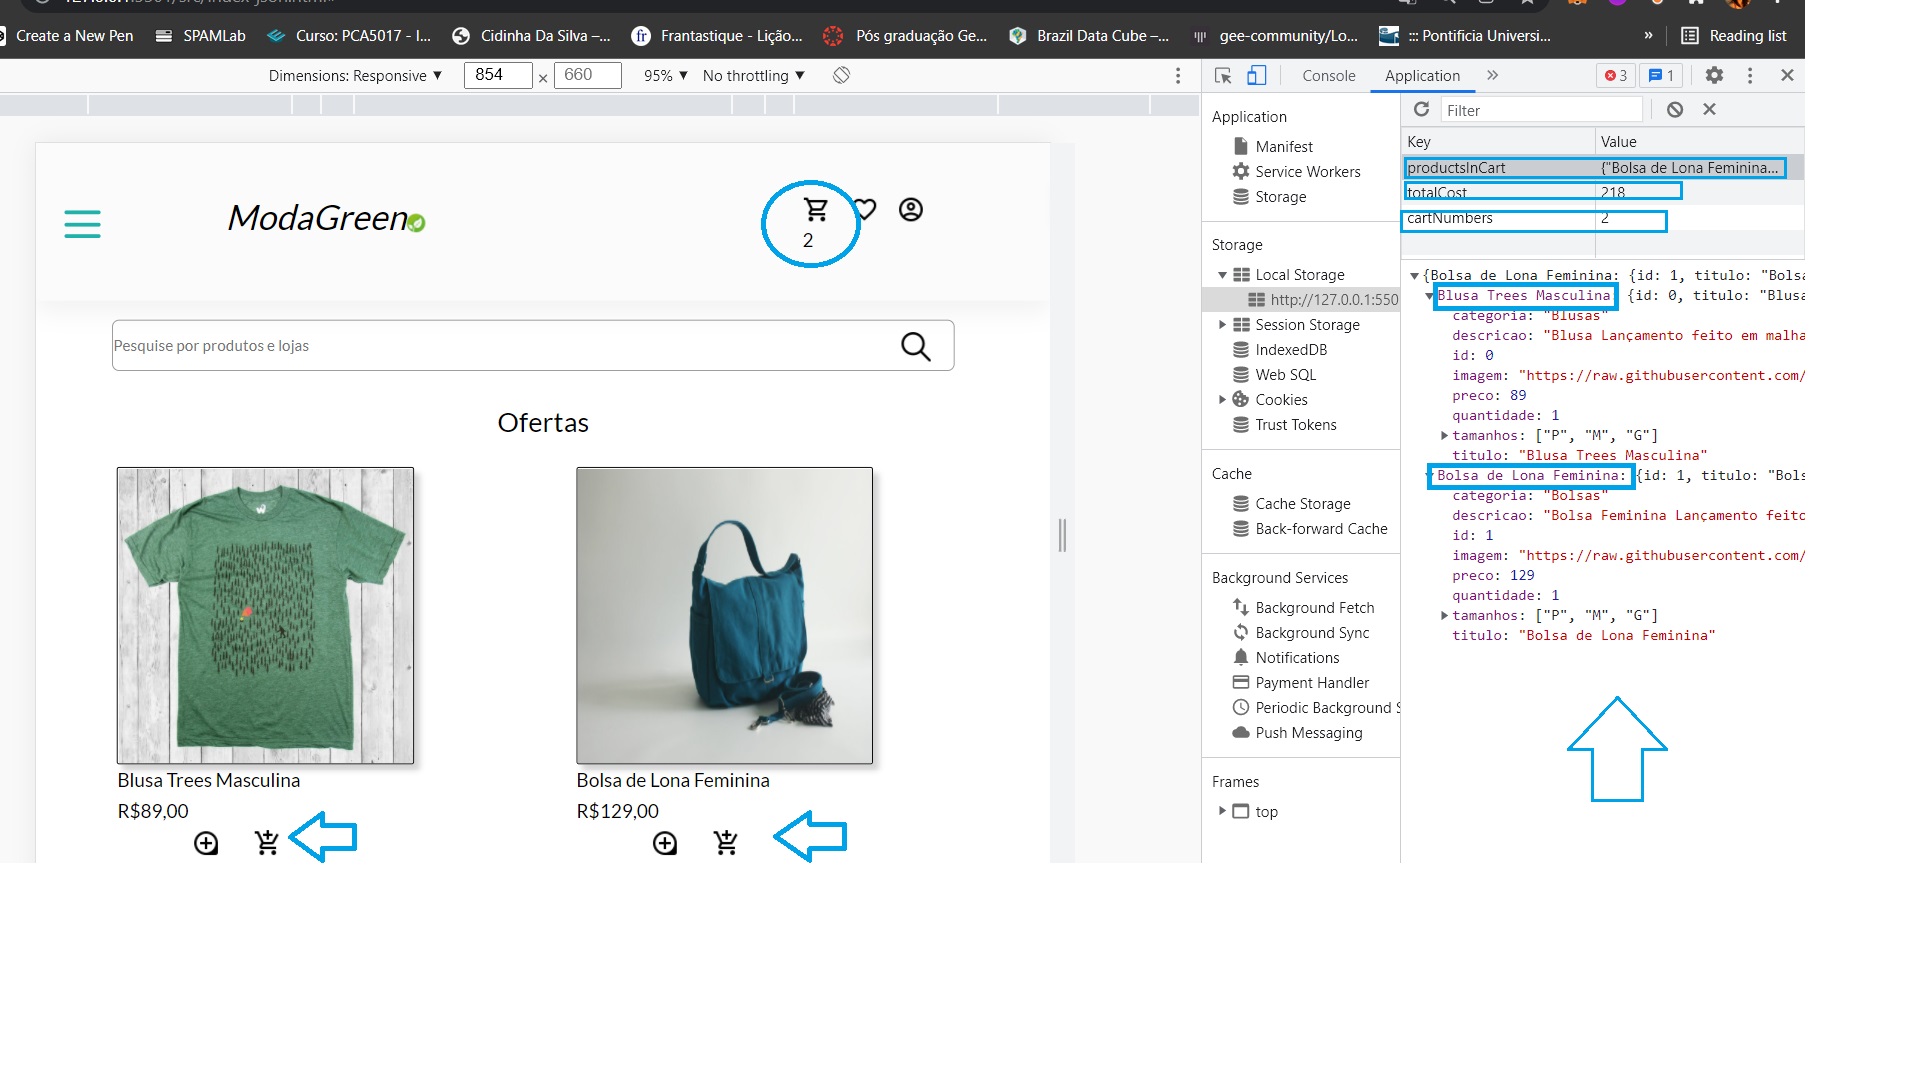 Create a New Pen SPAMLab Curso: PCA5017 - I... Cidinha Da Silva –... fr Frantastique - Lição... Pós graduação Ge... Brazil Data Cube –... gee-community/Lo... ::: Pontificia Universi... » Reading list
Dimensions: Responsive ▼ 854 × 660 95% ▼ No throttling ▼
Console Application » 3 1
ModaGreen
2
Pesquise por produtos e lojas
Ofertas
Blusa Trees Masculina
R$89,00
Bolsa de Lona Feminina
R$129,00
Application
Manifest
Service Workers
Storage
Storage
Local Storage
http://127.0.0.1:550
Session Storage
IndexedDB
Web SQL
Cookies
Trust Tokens
Cache
Cache Storage
Back-forward Cache
Background Services
Background Fetch
Background Sync
Notifications
Payment Handler
Periodic Background S
Push Messaging
Frames
top
Filter
Key Value
productsInCart {"Bolsa de Lona Feminina...
totalCost 218
cartNumbers 2
{Bolsa de Lona Feminina: {id: 1, titulo: "Bolsa
Blusa Trees Masculina: {id: 0, titulo: "Blusa
categoria: "Blusas"
descricao: "Blusa Lançamento feito em malha
id: 0
imagem: "https://raw.githubusercontent.com/
preco: 89
quantidade: 1
tamanhos: ["P", "M", "G"]
titulo: "Blusa Trees Masculina"
Bolsa de Lona Feminina: {id: 1, titulo: "Bols
categoria: "Bolsas"
descricao: "Bolsa Feminina Lançamento feito
id: 1
imagem: "https://raw.githubusercontent.com/
preco: 129
quantidade: 1
tamanhos: ["P", "M", "G"]
titulo: "Bolsa de Lona Feminina"